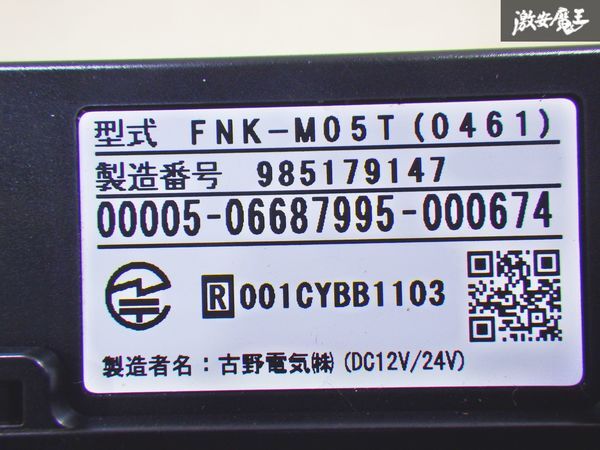 激安魔王
型式 FNK-M05T(0461)
製造番号 985179147
00005-06687995-000674
R 001CYBB1103
製造者名：古野電気㈱ (DC12V/24V)